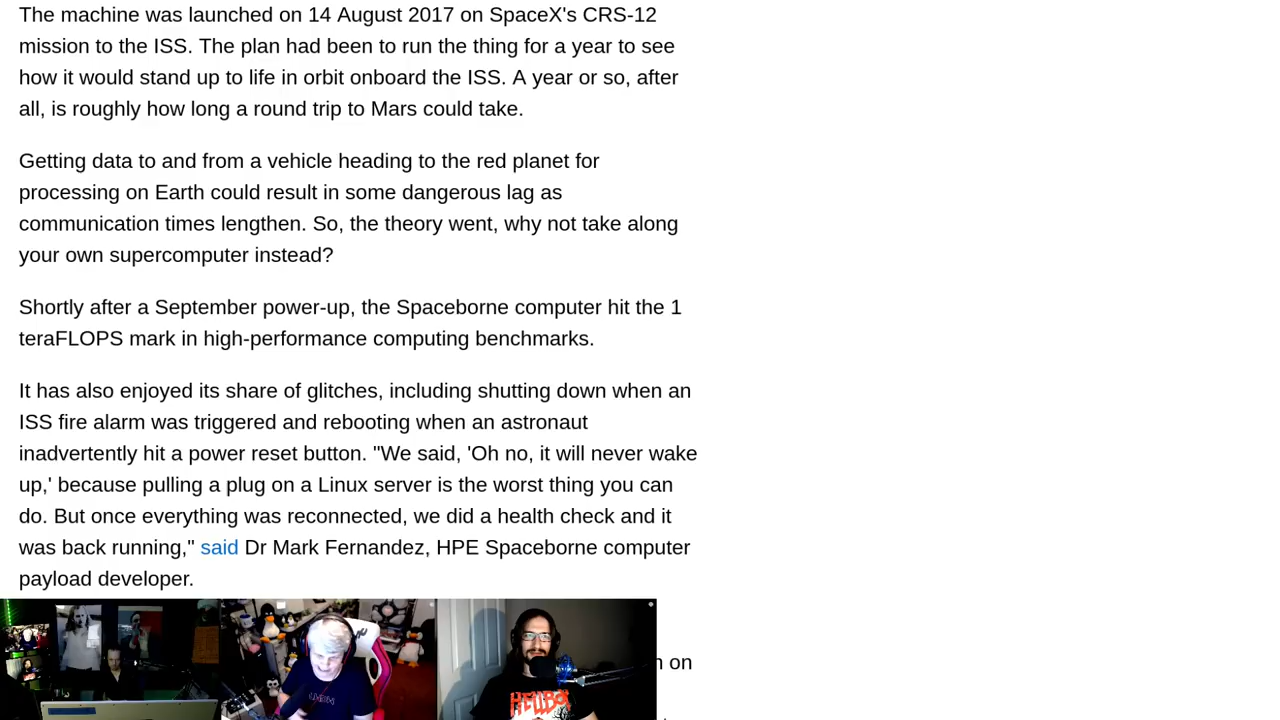 The machine was launched on 14 August 2017 on SpaceX's CRS-12
mission to the ISS. The plan had been to run the thing for a year to see
how it would stand up to life in orbit onboard the ISS. A year or so, after
all, is roughly how long a round trip to Mars could take.
Getting data to and from a vehicle heading to the red planet for
processing on Earth could result in some dangerous lag as
communication times lengthen. So, the theory went, why not take along
your own supercomputer instead?
Shortly after a September power-up, the Spaceborne computer hit the 1
teraFLOPS mark in high-performance computing benchmarks.
It has also enjoyed its share of glitches, including shutting down when an
ISS fire alarm was triggered and rebooting when an astronaut
inadvertently hit a power reset button. "We said, 'Oh no, it will never wake
up,' because pulling a plug on a Linux server is the worst thing you can
do. But once everything was reconnected, we did a health check and it
was back running," said Dr Mark Fernandez, HPE Spaceborne computer
payload developer.
on
HELLBO